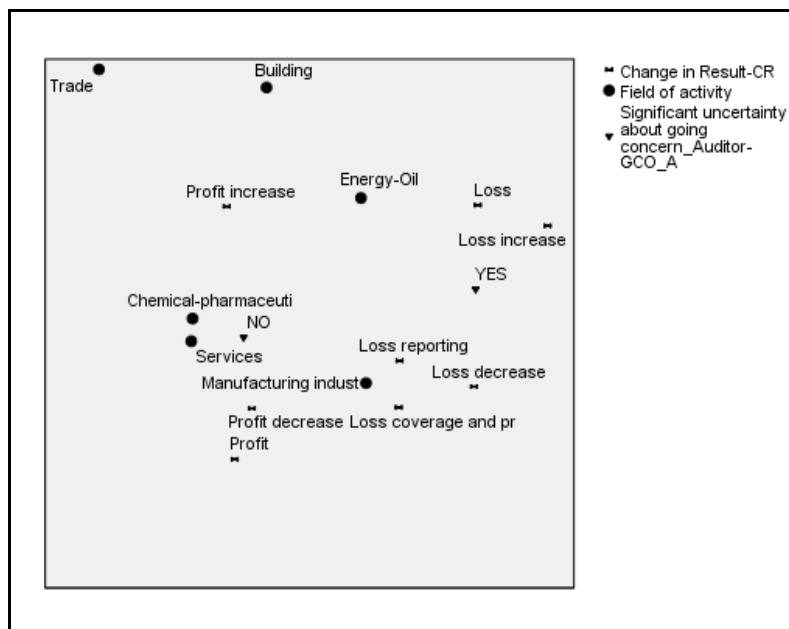 Trade
Building
Profit increase
Energy-Oil
Loss
Loss increase
YES
Chemical-pharmaceuti
NO
Services
Loss reporting
Manufacturing indust
Loss decrease
Profit decrease
Loss coverage and pr
Profit
Change in Result-CR
Field of activity
Significant uncertainty
about going
concern_Auditor-
GCO_A